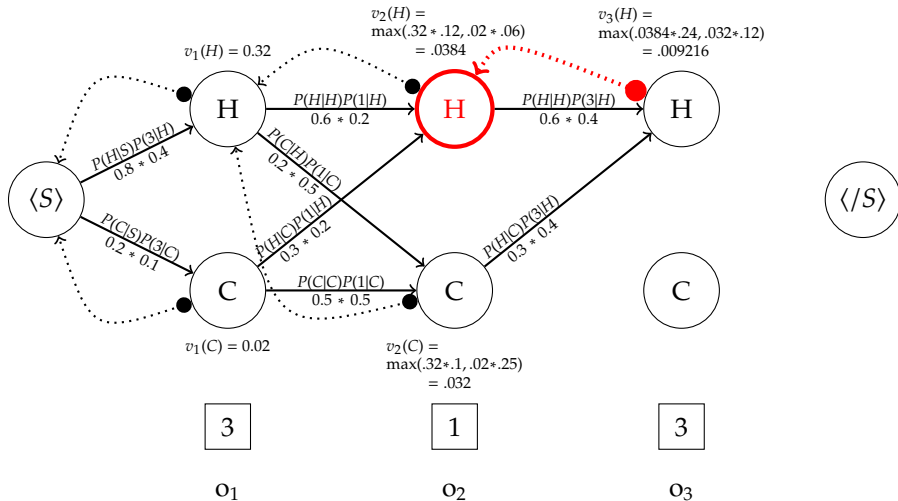 v₂(H) =
max(.32 * .12, .02 * .06)
= .0384
v₃(H) =
max(.0384*.24, .032*.12)
= .009216
v₁(H) = 0.32
H
P(H|H)P(1|H)
0.6 * 0.2
H
P(H|H)P(3|H)
0.6 * 0.4
H
P(H|S)P(3|H)
0.8 * 0.4
P(C|H)P(1|C)
0.2 * 0.5
⟨S⟩
⟨/S⟩
P(C|S)P(3|C)
0.2 * 0.1
P(H|C)P(1|H)
0.3 * 0.2
P(H|C)P(3|H)
0.3 * 0.4
C
P(C|C)P(1|C)
0.5 * 0.5
C
C
v₁(C) = 0.02
v₂(C) =
max(.32*.1, .02*.25)
= .032
3 1 3
o₁ o₂ o₃